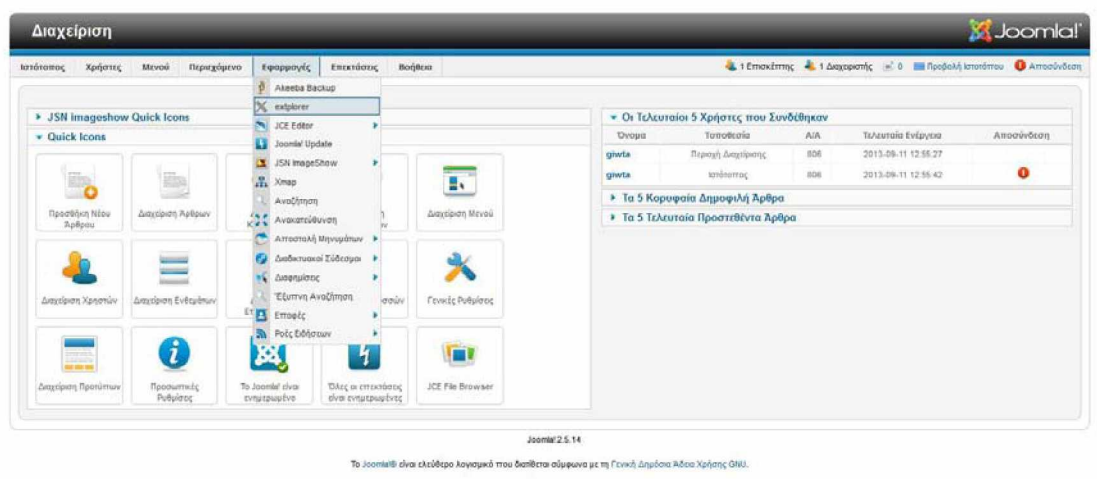 Διαχείριση
Joomla!
Ιστότοπος Χρήστες Μενού Περιεχόμενο Εφαρμογές Επεκτάσεις Βοήθεια 1 Επισκέπτης 1 Διαχειριστής 0 Προβολή Ιστοτόπου Αποσύνδεση
Akeeba Backup
extplorer
JCE Editor
Joomla! Update
JSN ImageShow
Xmap
Αναζήτηση
Ανακατεύθυνση
Αποστολή Μηνυμάτων
Διαδικτυακοί Σύδεσμοι
Διαφημίσεις
Έξυπνη Αναζήτηση
Επαφές
Ροές Ειδήσεων
JSN Imageshow Quick Icons
Quick Icons
Προσθήκη Νέου
Άρθρου
Διαχείριση Άρθρων
Διαχείριση Μενού
Διαχείριση Χρηστών
Διαχείριση Ενθεμάτων
Γενικές Ρυθμίσεις
Διαχείριση Προτύπων
Προσωπικές
Ρυθμίσεις
Το Joomla! είναι
ενημερωμένο
Όλες οι επεκτάσεις
είναι ενημερωμένες
JCE File Browser
Οι Τελευταίοι 5 Χρήστες που Συνδέθηκαν
Όνομα Τοποθεσία Α/Α Τελευταία Ενέργεια Αποσύνδεση
giwta Περιοχή Διαχείρισης 806 2013-09-11 12:55:27
giwta Ιστότοπος 806 2013-09-11 12:55:42
Τα 5 Κορυφαία Δημοφιλή Άρθρα
Τα 5 Τελευταία Προστεθέντα Άρθρα
Joomla! 2.5.14
Το Joomla!® είναι ελεύθερο λογισμικό που διατίθεται σύμφωνα με τη Γενική Δημόσια Άδεια Χρήσης GNU.